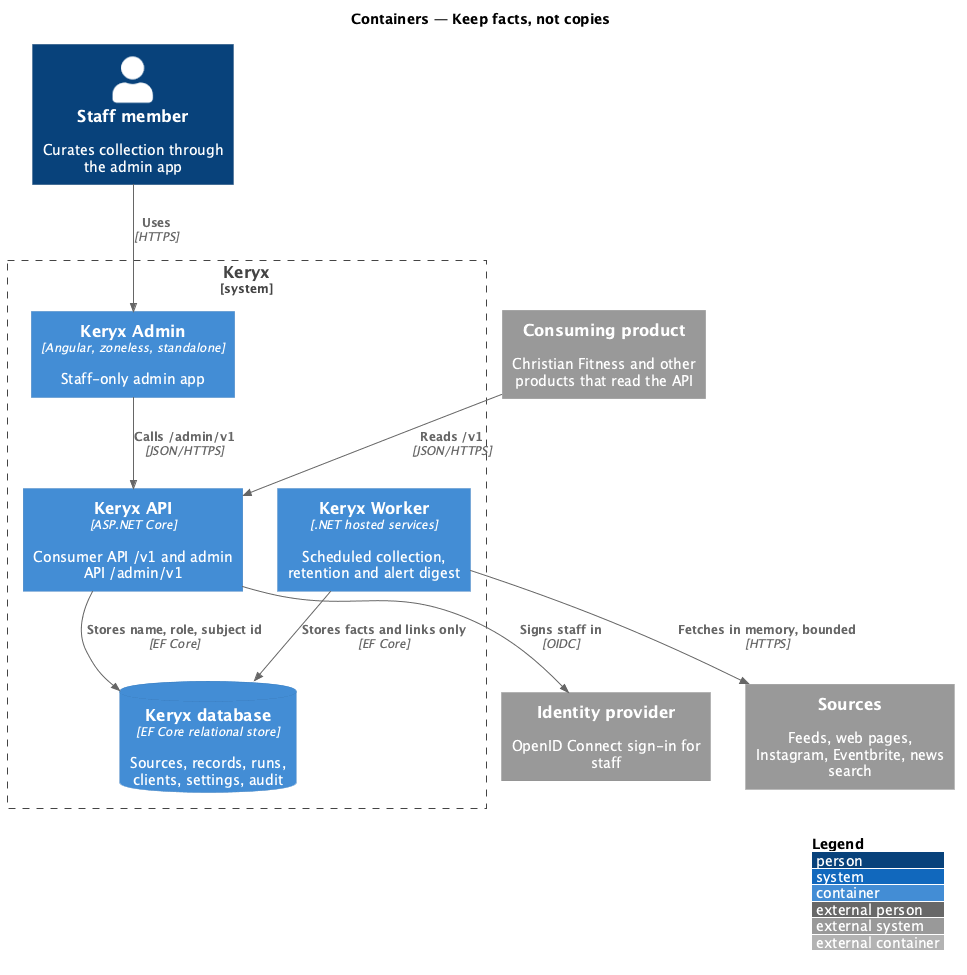 Containers — Keep facts, not copies
Staff member
Curates collection through
the admin app
Uses
[HTTPS]
Keryx
[system]
Keryx Admin
[Angular, zoneless, standalone]
Staff-only admin app
Consuming product
Christian Fitness and other
products that read the API
Calls /admin/v1
[JSON/HTTPS]
Reads /v1
[JSON/HTTPS]
Keryx API
[ASP.NET Core]
Consumer API /v1 and admin
API /admin/v1
Keryx Worker
[.NET hosted services]
Scheduled collection,
retention and alert digest
Stores name, role, subject id
[EF Core]
Stores facts and links only
[EF Core]
Signs staff in
[OIDC]
Fetches in memory, bounded
[HTTPS]
Keryx database
[EF Core relational store]
Sources, records, runs,
clients, settings, audit
Identity provider
OpenID Connect sign-in for
staff
Sources
Feeds, web pages,
Instagram, Eventbrite, news
search
Legend
person
system
container
external person
external system
external container